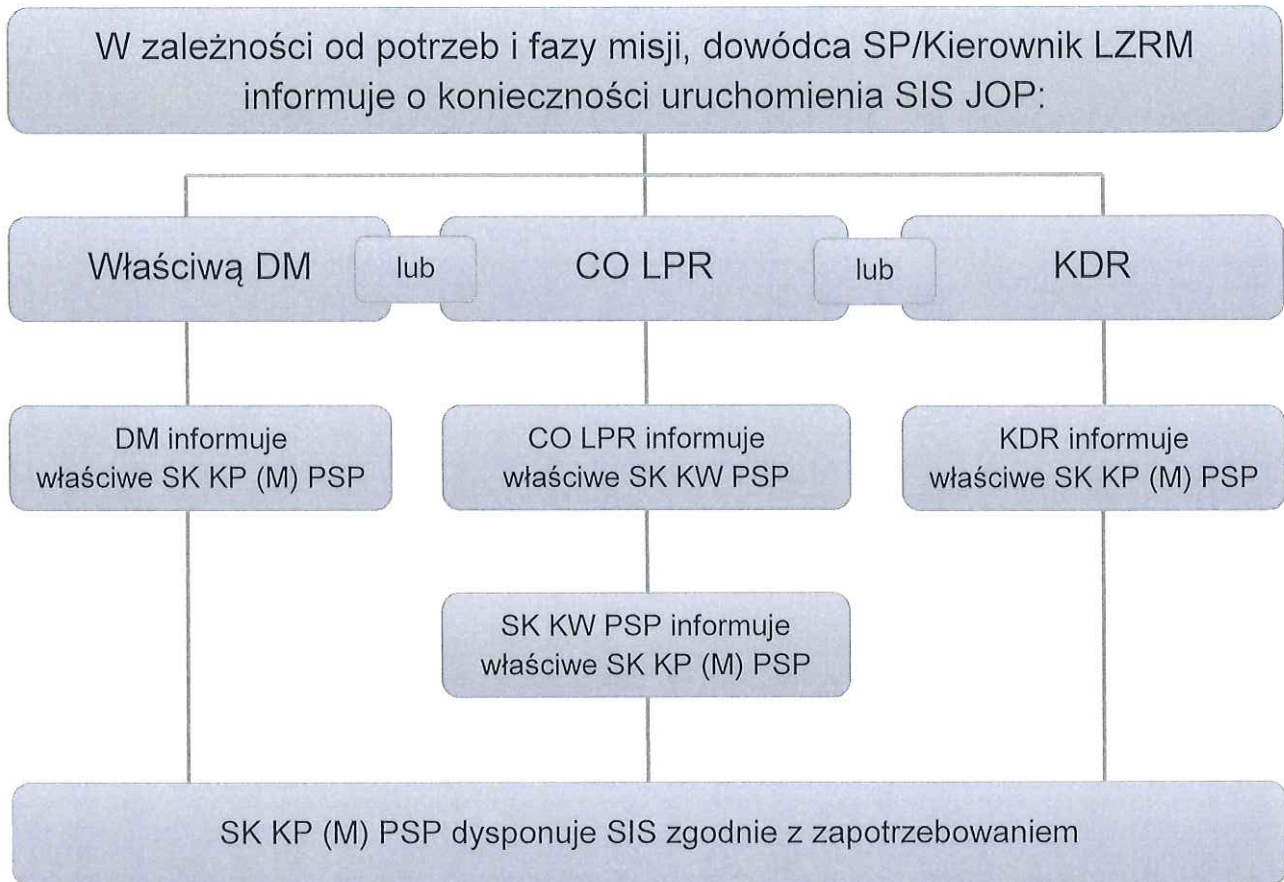 W zależności od potrzeb i fazy misji, dowódca SP/Kierownik LZRM
informuje o konieczności uruchomienia SIS JOP:
Właściwą DM
lub
CO LPR
lub
KDR
DM informuje
właściwe SK KP (M) PSP
CO LPR informuje
właściwe SK KW PSP
KDR informuje
właściwe SK KP (M) PSP
SK KW PSP informuje
właściwe SK KP (M) PSP
SK KP (M) PSP dysponuje SIS zgodnie z zapotrzebowaniem